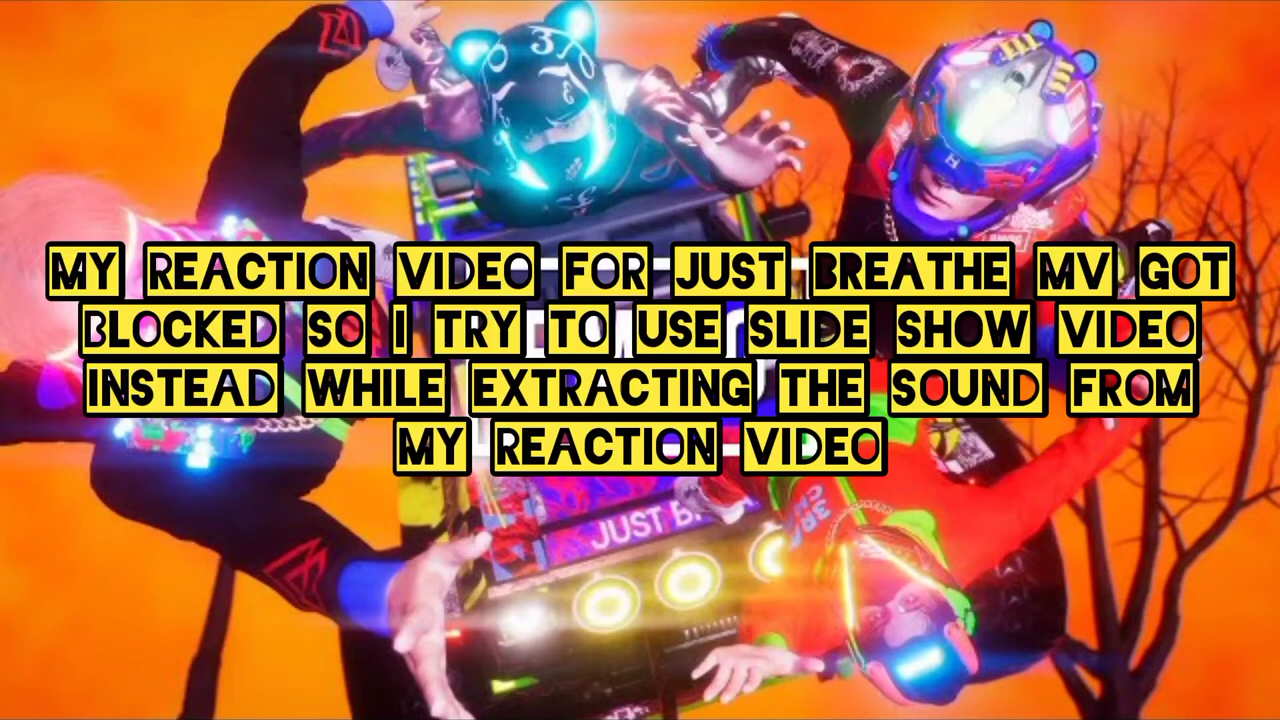 MY REACTION VIDEO FOR JUST BREATHE MV GOT
BLOCKED SO I TRY TO USE SLIDE SHOW VIDEO
INSTEAD WHILE EXTRACTING THE SOUND FROM
MY REACTION VIDEO
JUST